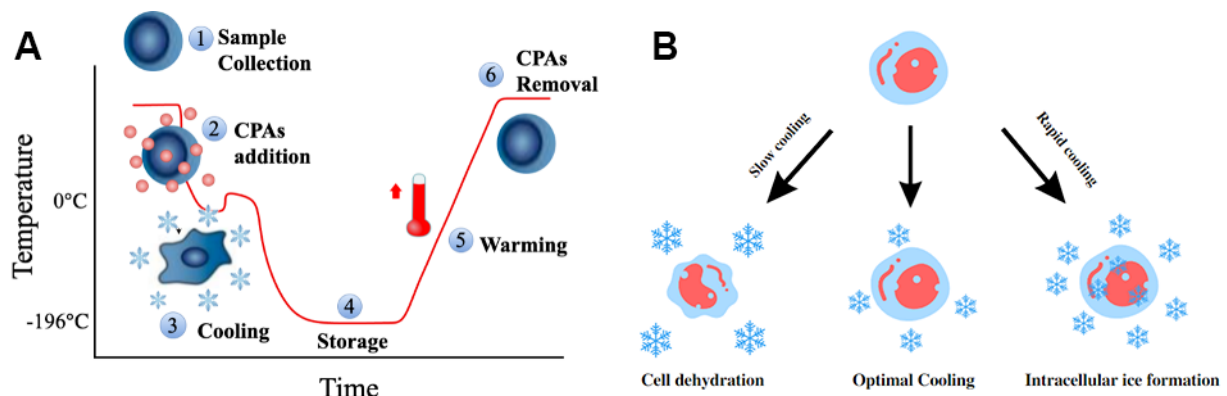 A
1 Sample
Collection
2 CPAs
addition
3 Cooling
4
Storage
5 Warming
6 CPAs
Removal
Temperature
0°C
-196°C
Time
B
Slow cooling
Rapid cooling
Cell dehydration
Optimal Cooling
Intracellular ice formation